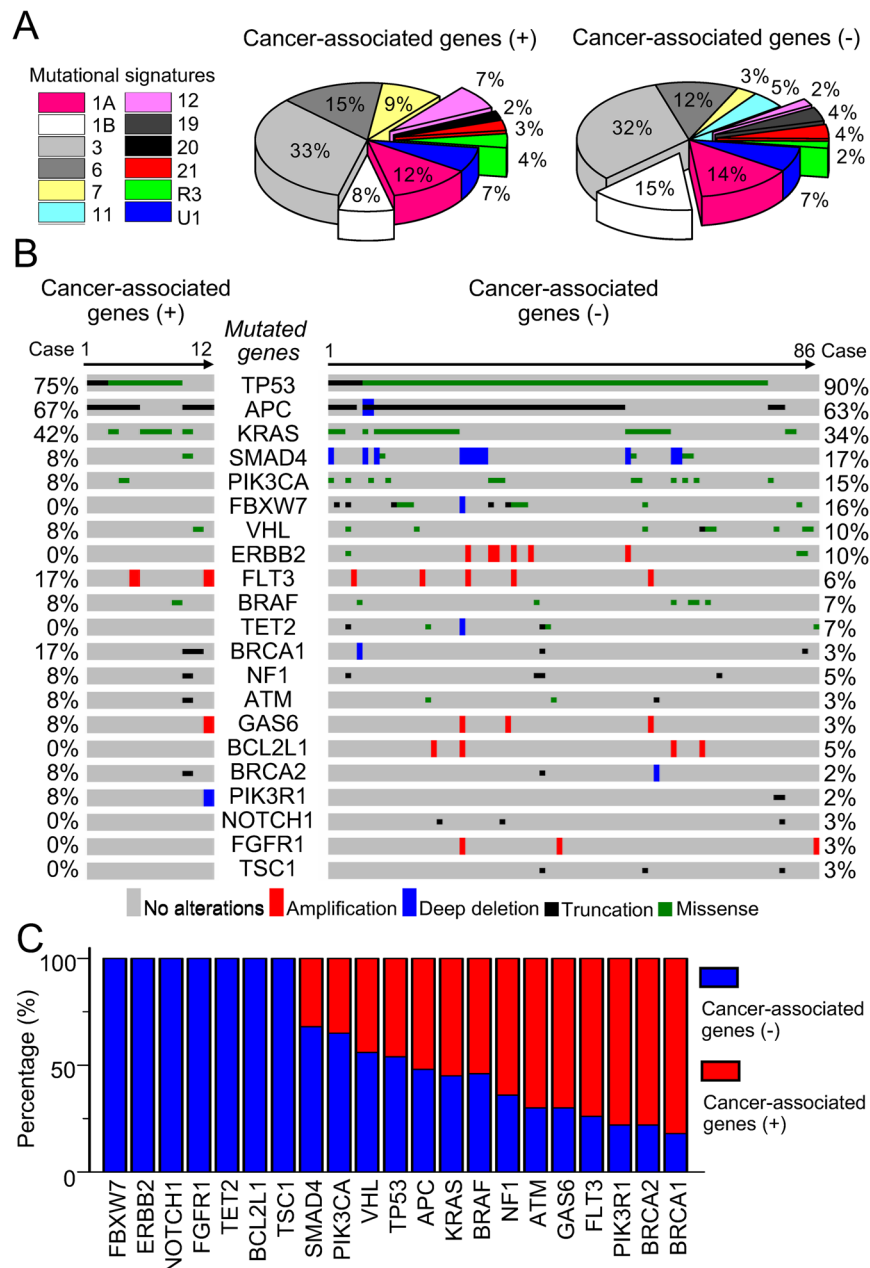 A
Cancer-associated genes (+)
Cancer-associated genes (-)
Mutational signatures
1A 12
1B 19
3 20
6 21
7 R3
11 U1
15% 9% 7% 2% 3% 4% 7% 12% 8% 33%
12% 3% 5% 2% 4% 4% 2% 7% 14% 15% 32%
B
Cancer-associated
genes (+)
Cancer-associated
genes (-)
Mutated
genes
Case 1 12
1 86 Case
75% TP53 90%
67% APC 63%
42% KRAS 34%
8% SMAD4 17%
8% PIK3CA 15%
0% FBXW7 16%
8% VHL 10%
0% ERBB2 10%
17% FLT3 6%
8% BRAF 7%
0% TET2 7%
17% BRCA1 3%
8% NF1 5%
8% ATM 3%
8% GAS6 3%
0% BCL2L1 5%
8% BRCA2 2%
8% PIK3R1 2%
0% NOTCH1 3%
0% FGFR1 3%
0% TSC1 3%
No alterations Amplification Deep deletion Truncation Missense
C
Percentage (%)
100
50
0
FBXW7
ERBB2
NOTCH1
FGFR1
TET2
BCL2L1
TSC1
SMAD4
PIK3CA
VHL
TP53
APC
KRAS
BRAF
NF1
ATM
GAS6
FLT3
PIK3R1
BRCA2
BRCA1
Cancer-associated
genes (-)
Cancer-associated
genes (+)